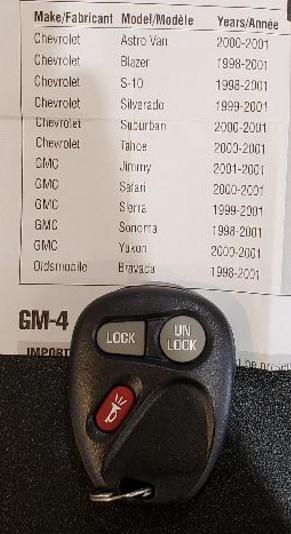 Make/Fabricant Model/Modèle Years/Année
Chevrolet Astro Van 2000-2001
Chevrolet Blazer 1998-2001
Chevrolet S-10 1998-2001
Chevrolet Silverado 1999-2001
Chevrolet Suburban 2000-2001
Chevrolet Tahoe 2000-2001
GMC Jimmy 2001-2001
GMC Safari 2000-2001
GMC Sierra 1999-2001
GMC Sonoma 1998-2001
GMC Yukon 2000-2001
Oldsmobile Bravada 1998-2001
GM-4
LOCK
UN
LOCK
IMPORT